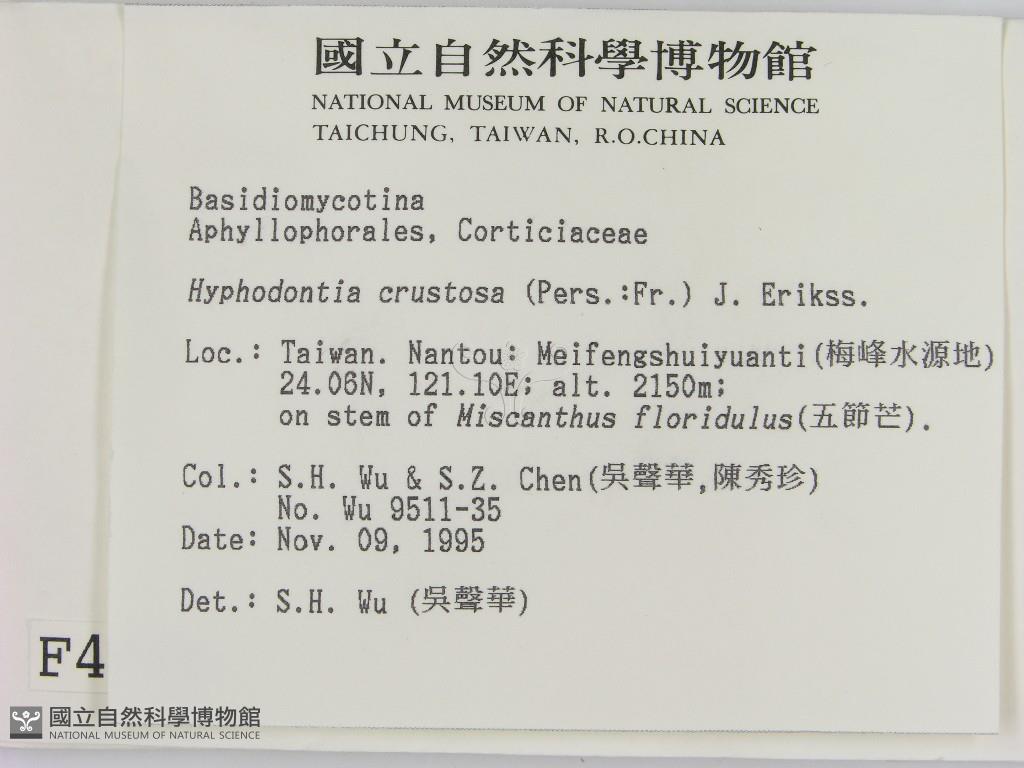 國立自然科學博物館
NATIONAL MUSEUM OF NATURAL SCIENCE
TAICHUNG, TAIWAN, R.O.CHINA
Basidiomycotina
Aphyllophorales, Corticiaceae
Hyphodontia crustosa (Pers.:Fr.) J. Erikss.
Loc.: Taiwan. Nantou: Meifengshuiyuanti(梅峰水源地)
24.06N, 121.10E; alt. 2150m;
on stem of Miscanthus floridulus(五節芒).
Col.: S.H. Wu & S.Z. Chen(吳聲華,陳秀珍)
No. Wu 9511-35
Date: Nov. 09, 1995
Det.: S.H. Wu (吳聲華)
F4
國立自然科學博物館
NATIONAL MUSEUM OF NATURAL SCIENCE